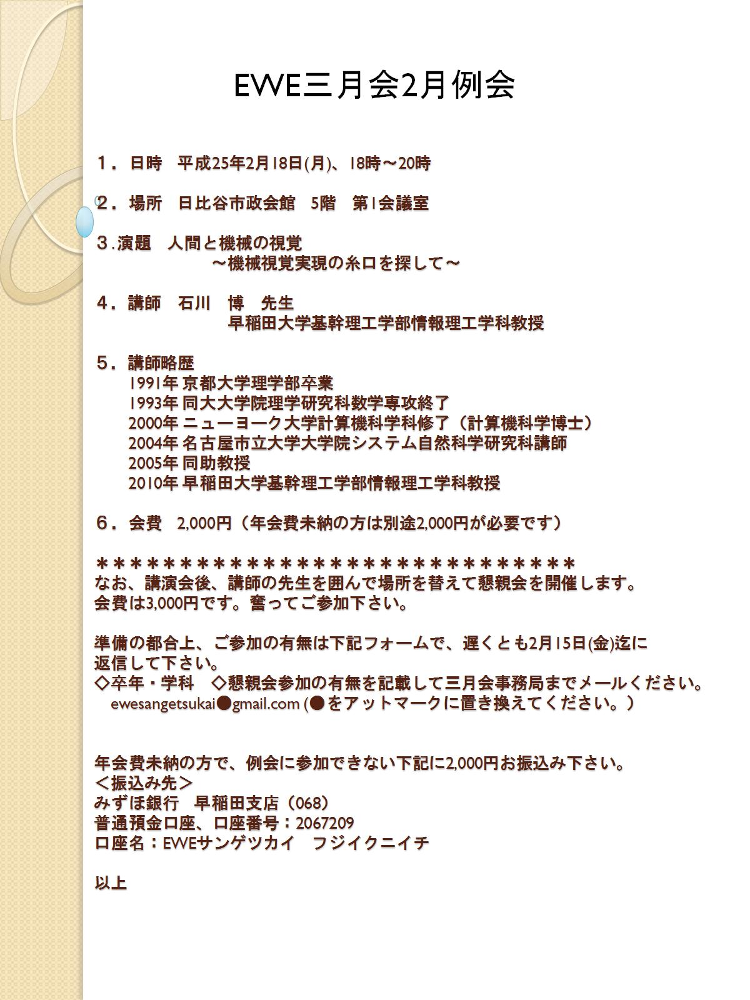 EWE三月会2月例会
１．日時　平成25年2月18日(月)、18時～20時
２．場所　日比谷市政会館　5階　第1会議室
３.演題　人間と機械の視覚
～機械視覚実現の糸口を探して～
４．講師　石川　博　先生
早稲田大学基幹理工学部情報理工学科教授
５．講師略歴
1991年 京都大学理学部卒業
1993年 同大大学院理学研究科数学専攻終了
2000年 ニューヨーク大学計算機科学科修了（計算機科学博士）
2004年 名古屋市立大学大学院システム自然科学研究科講師
2005年 同助教授
2010年 早稲田大学基幹理工学部情報理工学科教授
６．会費　2,000円（年会費未納の方は別途2,000円が必要です）
＊＊＊＊＊＊＊＊＊＊＊＊＊＊＊＊＊＊＊＊＊＊＊＊＊＊＊＊＊
なお、講演会後、講師の先生を囲んで場所を替えて懇親会を開催します。
会費は3,000円です。奮ってご参加下さい。
準備の都合上、ご参加の有無は下記フォームで、遅くとも2月15日(金)迄に
返信して下さい。
◇卒年・学科　◇懇親会参加の有無を記載して三月会事務局までメールください。
ewesangetsukai●gmail.com (●をアットマークに置き換えてください。）
年会費未納の方で、例会に参加できない下記に2,000円お振込み下さい。
＜振込み先＞
みずほ銀行　早稲田支店（068）
普通預金口座、口座番号：2067209
口座名：EWEサンゲツカイ　フジイクニイチ
以上